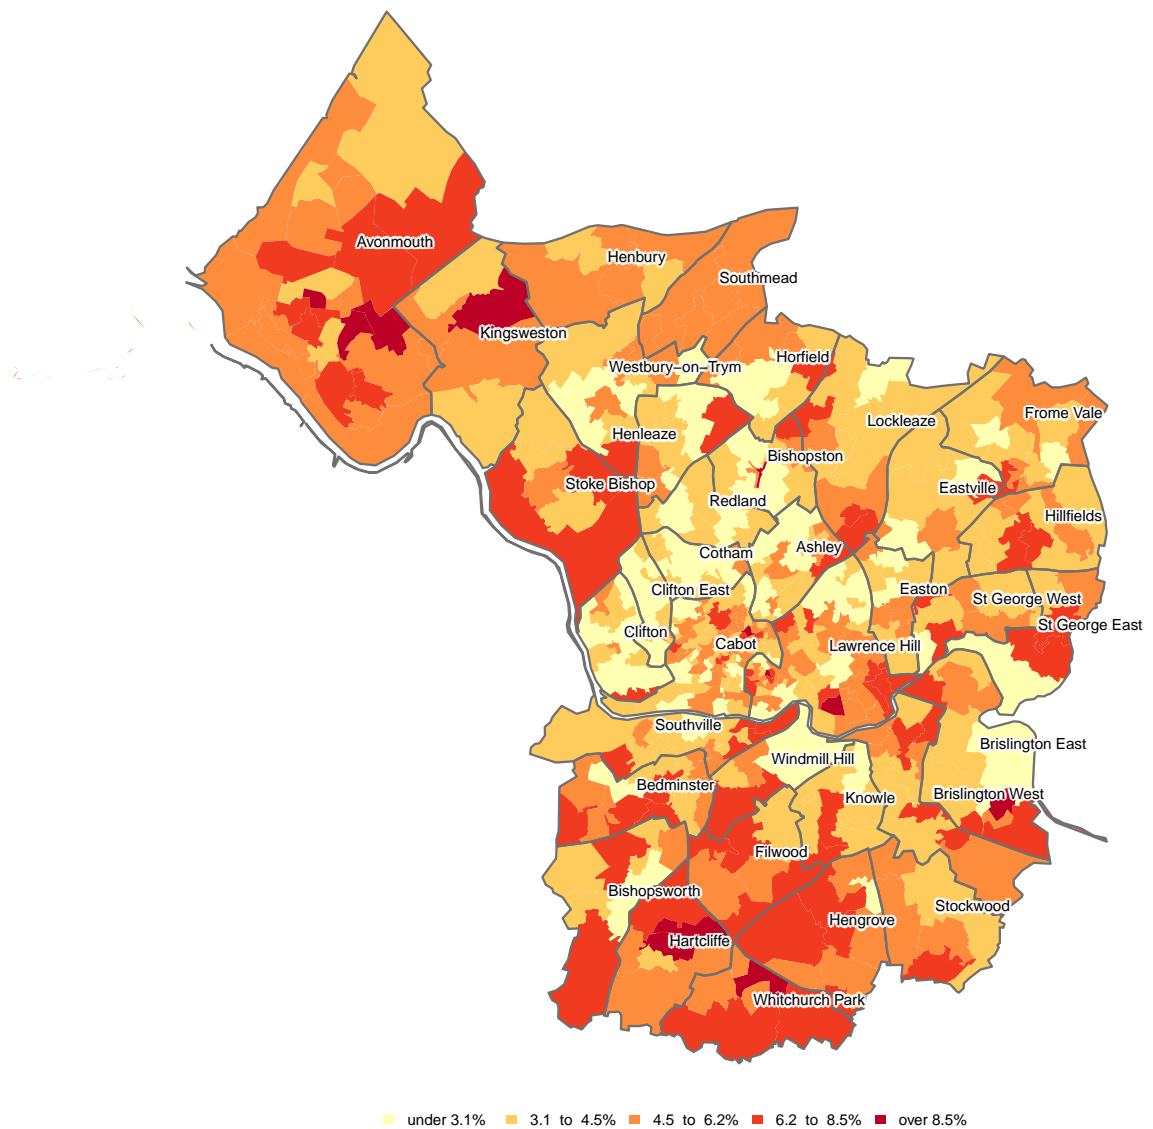 Avonmouth
Henbury
Southmead
Kingsweston
Westbury–on–Trym
Horfield
Lockleaze
Frome Vale
Henleaze
Bishopston
Stoke Bishop
Redland
Eastville
Hillfields
Cotham
Ashley
Clifton East
Easton
St George West
St George East
Clifton
Cabot
Lawrence Hill
Southville
Windmill Hill
Brislington East
Bedminster
Knowle
Brislington West
Filwood
Bishopsworth
Stockwood
Hengrove
Hartcliffe
Whitchurch Park
under 3.1% 3.1 to 4.5% 4.5 to 6.2% 6.2 to 8.5% over 8.5%